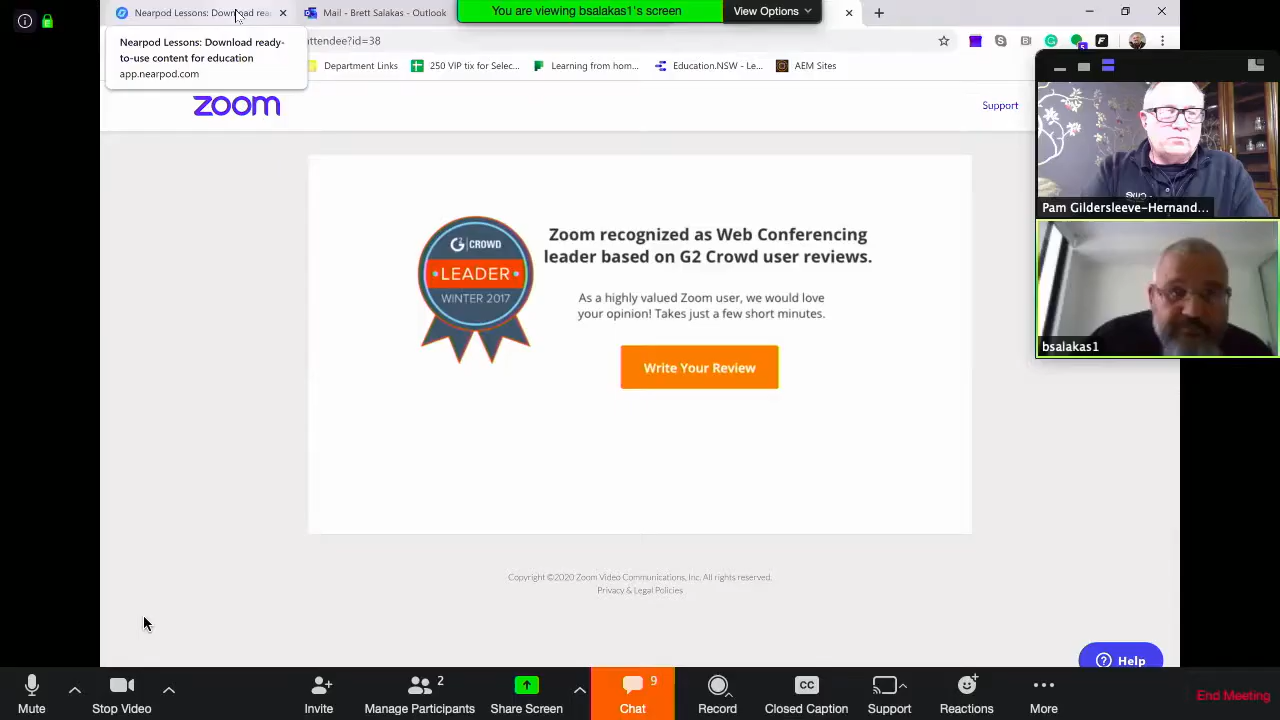 Nearpod Lessons: Download rea
Mail - Brett Salakas - Outlook
You are viewing bsalakas1's screen
View Options
attendee?id=38
Nearpod Lessons: Download ready-
to-use content for education
app.nearpod.com
Department Links
250 VIP tix for Selec...
Learning from hom...
Education.NSW - Le...
AEM Sites
zoom
Support
G2 CROWD
LEADER
WINTER 2017
Zoom recognized as Web Conferencing
leader based on G2 Crowd user reviews.
As a highly valued Zoom user, we would love
your opinion! Takes just a few short minutes.
Write Your Review
Pam Gildersleeve-Hernand...
bsalakas1
Copyright ©2020 Zoom Video Communications, Inc. All rights reserved.
Privacy & Legal Policies
Help
Mute
Stop Video
Invite
2
Manage Participants
Share Screen
9
Chat
Record
CC
Closed Caption
Support
Reactions
More
End Meeting